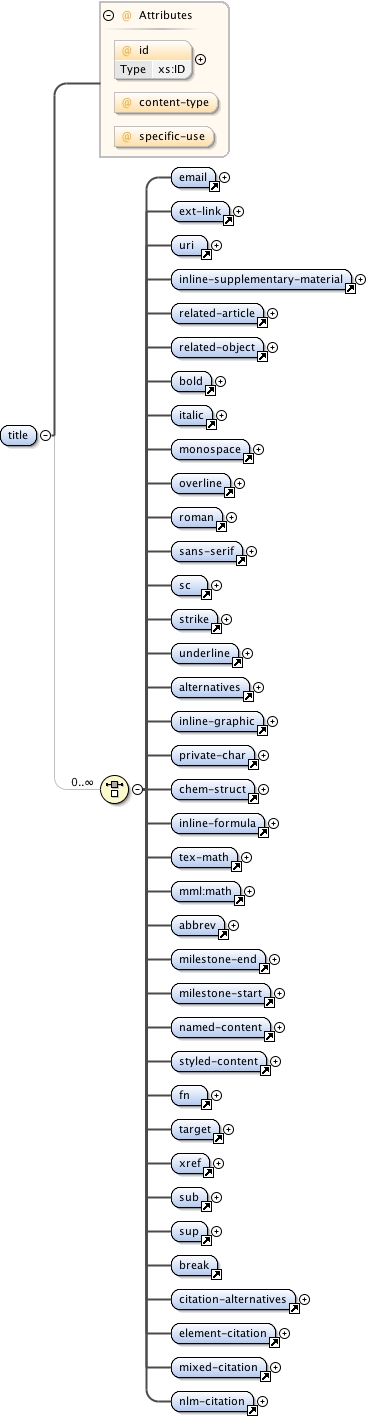 @ Attributes
@ id
Type xs:ID
@ content-type
@ specific-use
email
ext-link
uri
inline-supplementary-material
related-article
related-object
bold
italic
title
monospace
overline
roman
sans-serif
sc
strike
underline
alternatives
inline-graphic
private-char
0..∞
chem-struct
inline-formula
tex-math
mml:math
abbrev
milestone-end
milestone-start
named-content
styled-content
fn
target
xref
sub
sup
break
citation-alternatives
element-citation
mixed-citation
nlm-citation